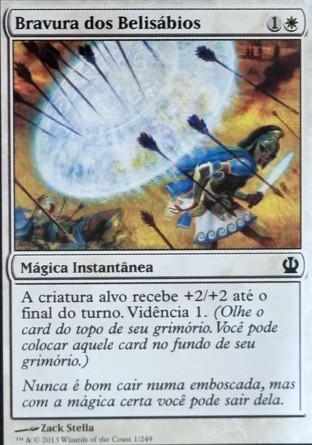 Bravura dos Belisábios 1
Mágica Instantânea
A criatura alvo recebe +2/+2 até o
final do turno. Vidência 1. (Olhe o
card do topo de seu grimório. Você pode
colocar aquele card no fundo de seu
grimório.)
Nunca é bom cair numa emboscada, mas
com a mágica certa você pode sair dela.
Zack Stella
™ & © 2013 Wizards of the Coast 1/249